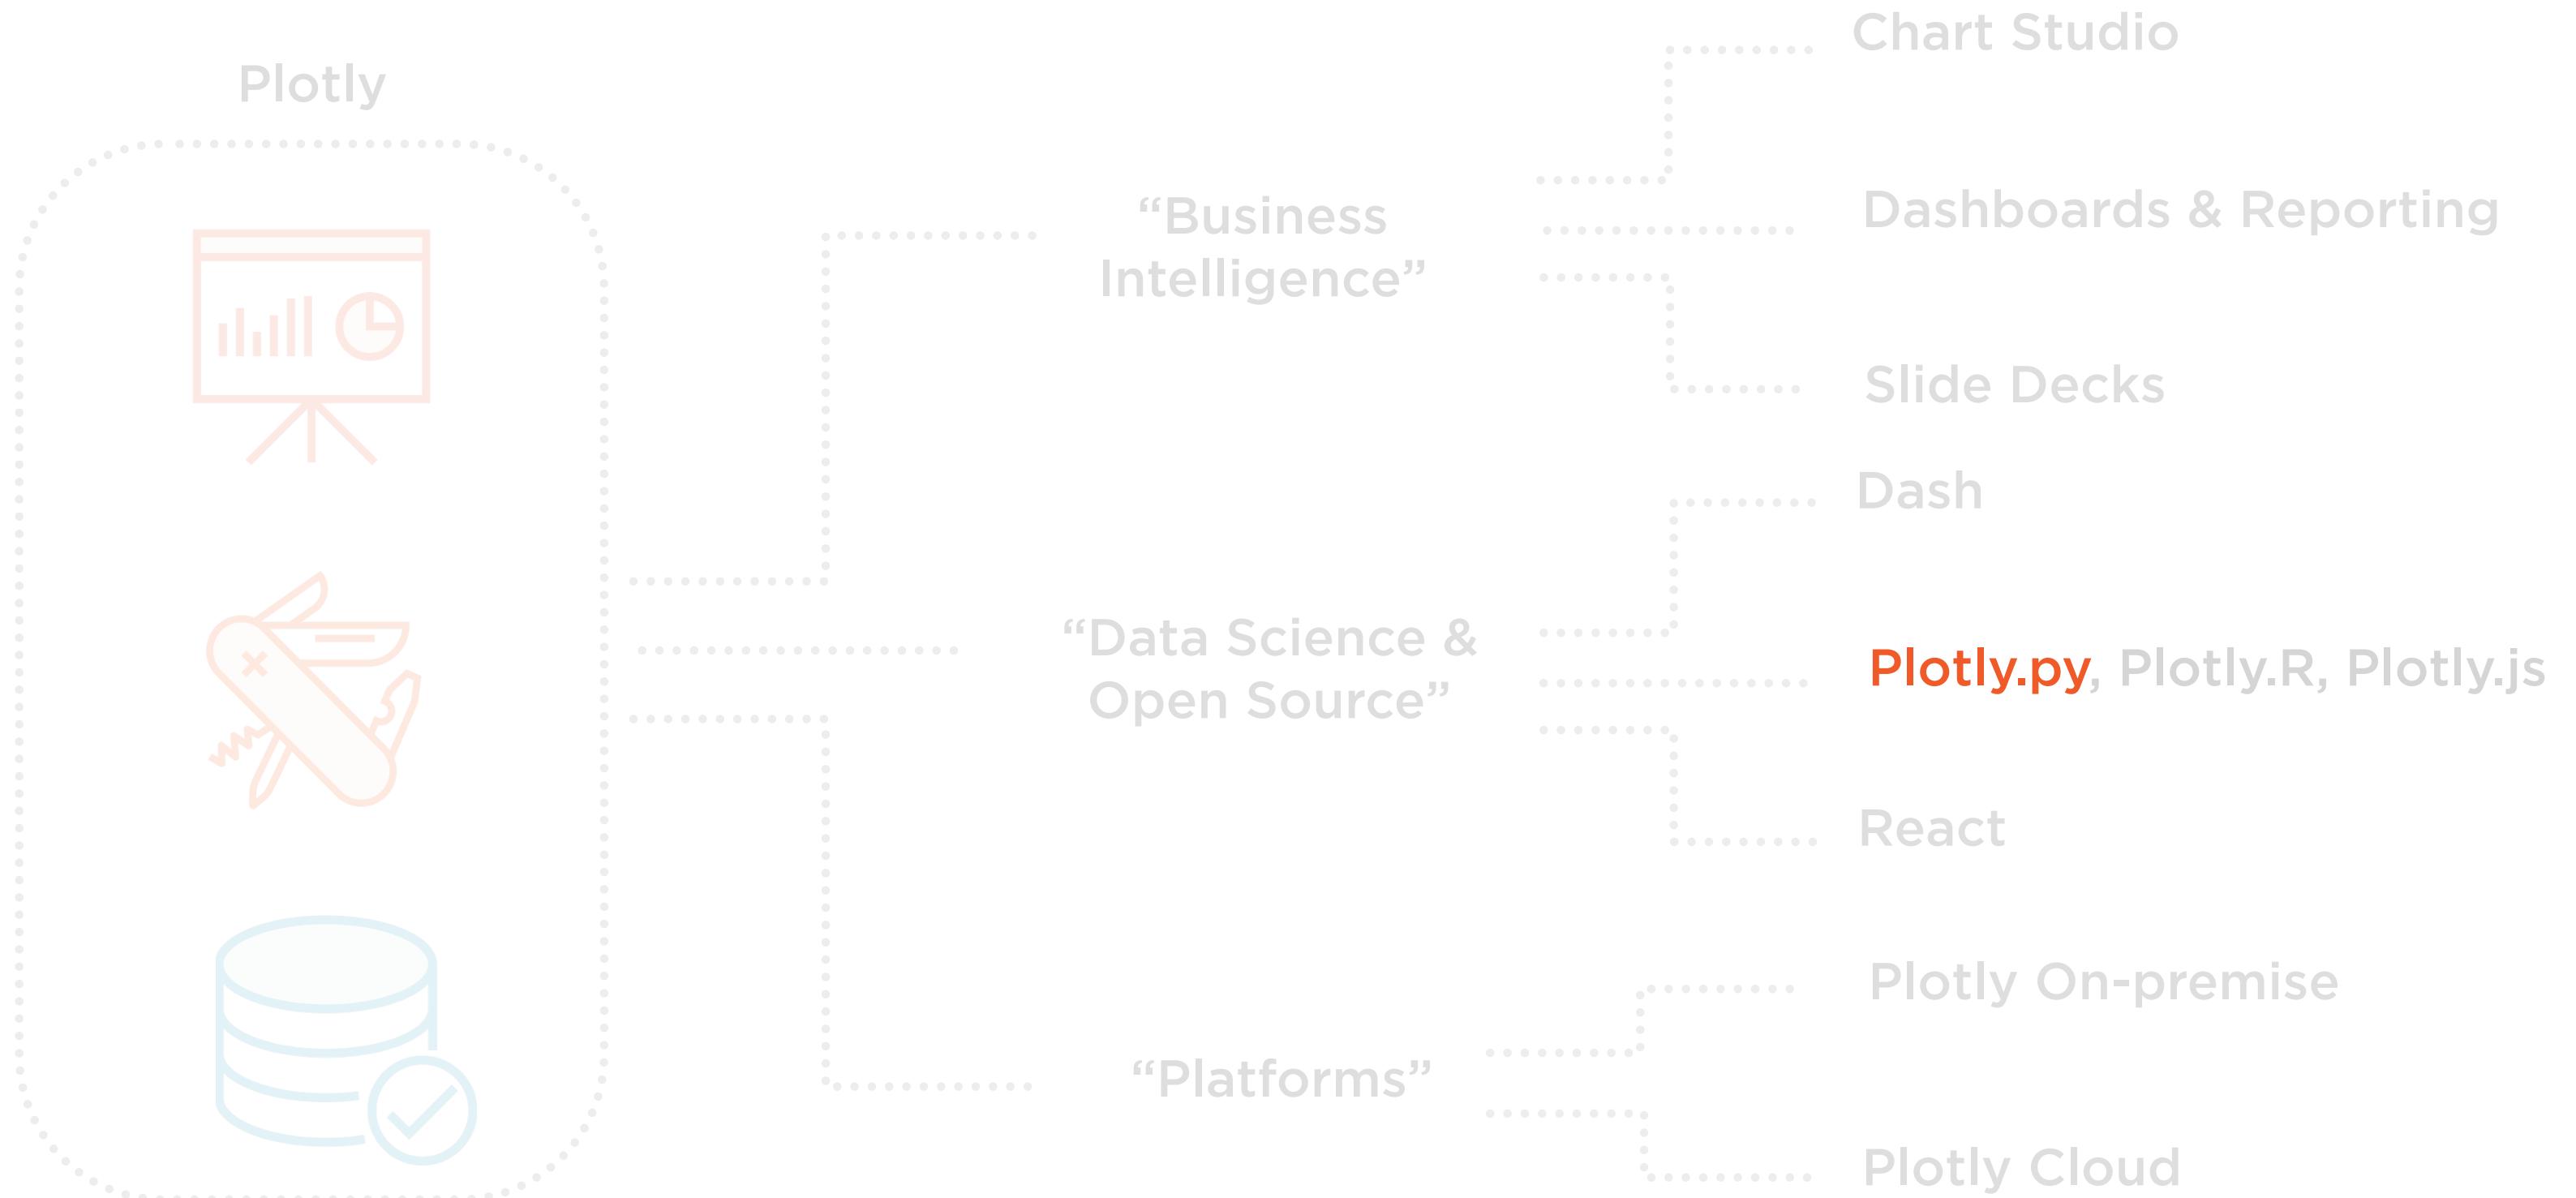 Plotly
“Business
Intelligence”
Chart Studio
Dashboards & Reporting
Slide Decks
“Data Science &
Open Source”
Dash
Plotly.py, Plotly.R, Plotly.js
React
“Platforms”
Plotly On-premise
Plotly Cloud